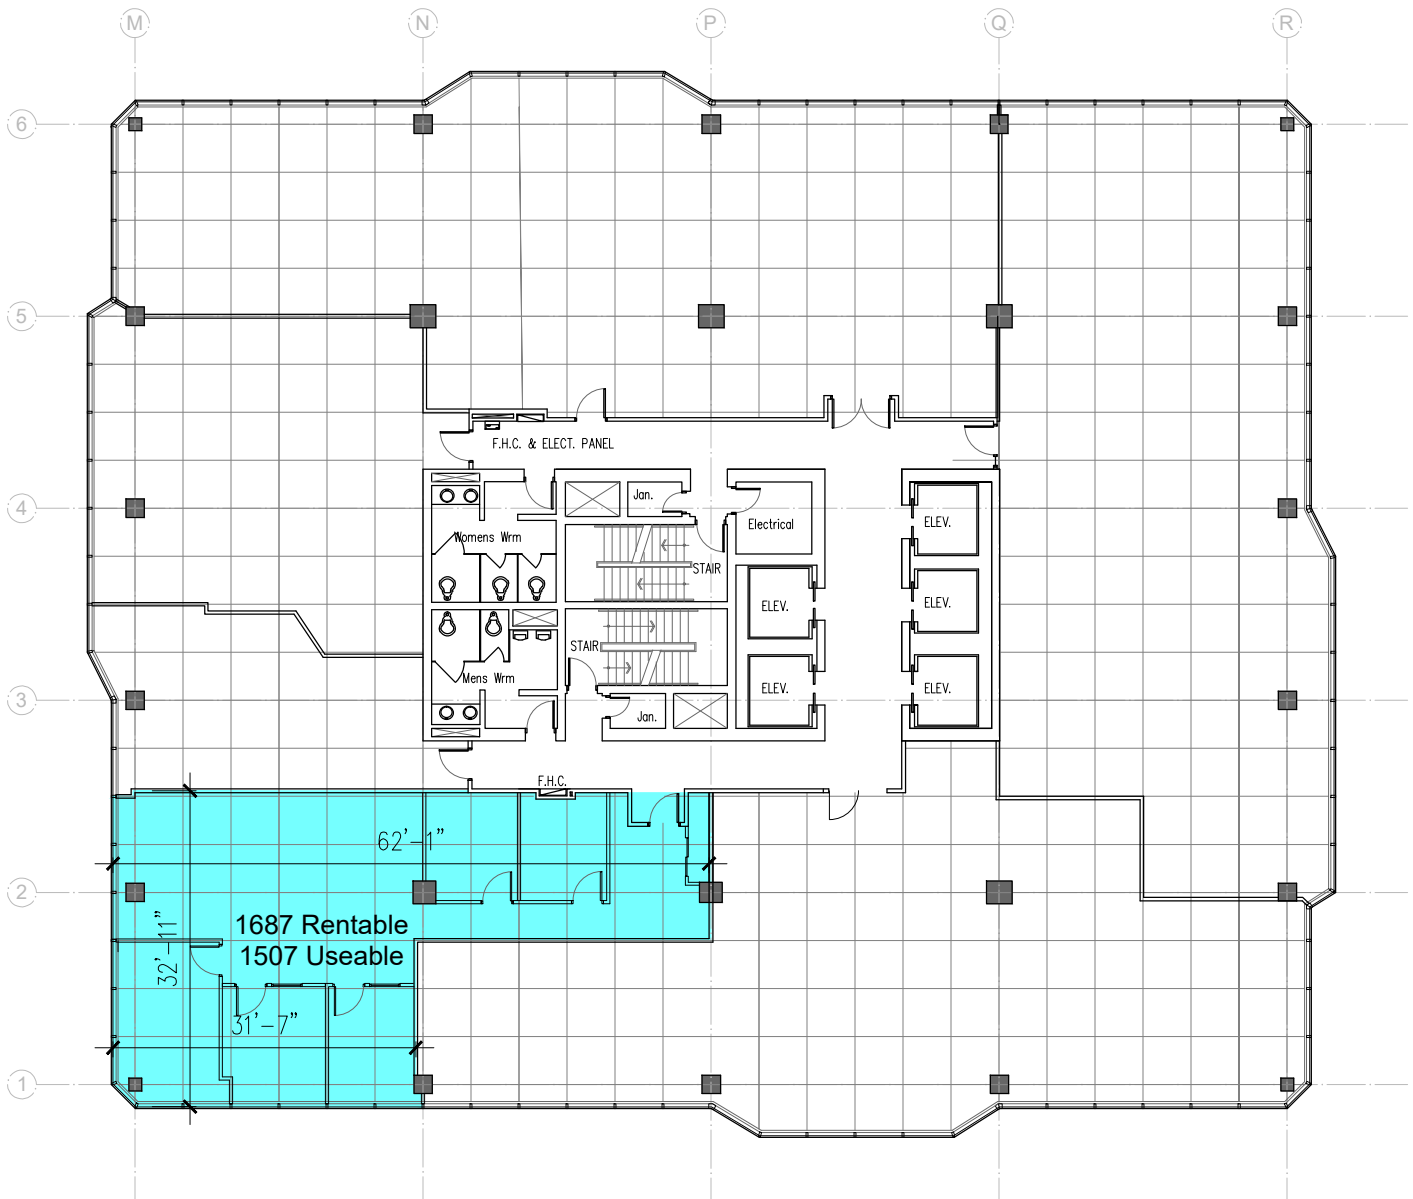 M N P Q R
6
5
F.H.C. & ELECT. PANEL
Jan.
4
Electrical
ELEV.
Womens Wrm
STAIR
ELEV.
ELEV.
STAIR
Mens Wrm
ELEV.
ELEV.
3
Jan.
F.H.C.
62'-1"
2
1687 Rentable
1507 Useable
32'-11"
31'-7"
1